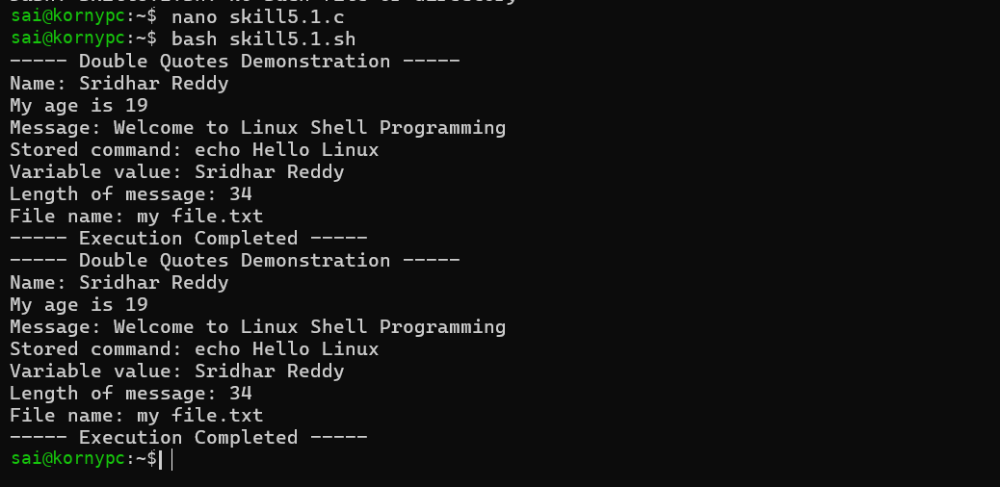 sai@kornypc:~$ nano skill5.1.c
sai@kornypc:~$ bash skill5.1.sh
----- Double Quotes Demonstration -----
Name: Sridhar Reddy
My age is 19
Message: Welcome to Linux Shell Programming
Stored command: echo Hello Linux
Variable value: Sridhar Reddy
Length of message: 34
File name: my file.txt
----- Execution Completed -----
----- Double Quotes Demonstration -----
Name: Sridhar Reddy
My age is 19
Message: Welcome to Linux Shell Programming
Stored command: echo Hello Linux
Variable value: Sridhar Reddy
Length of message: 34
File name: my file.txt
----- Execution Completed -----
sai@kornypc:~$